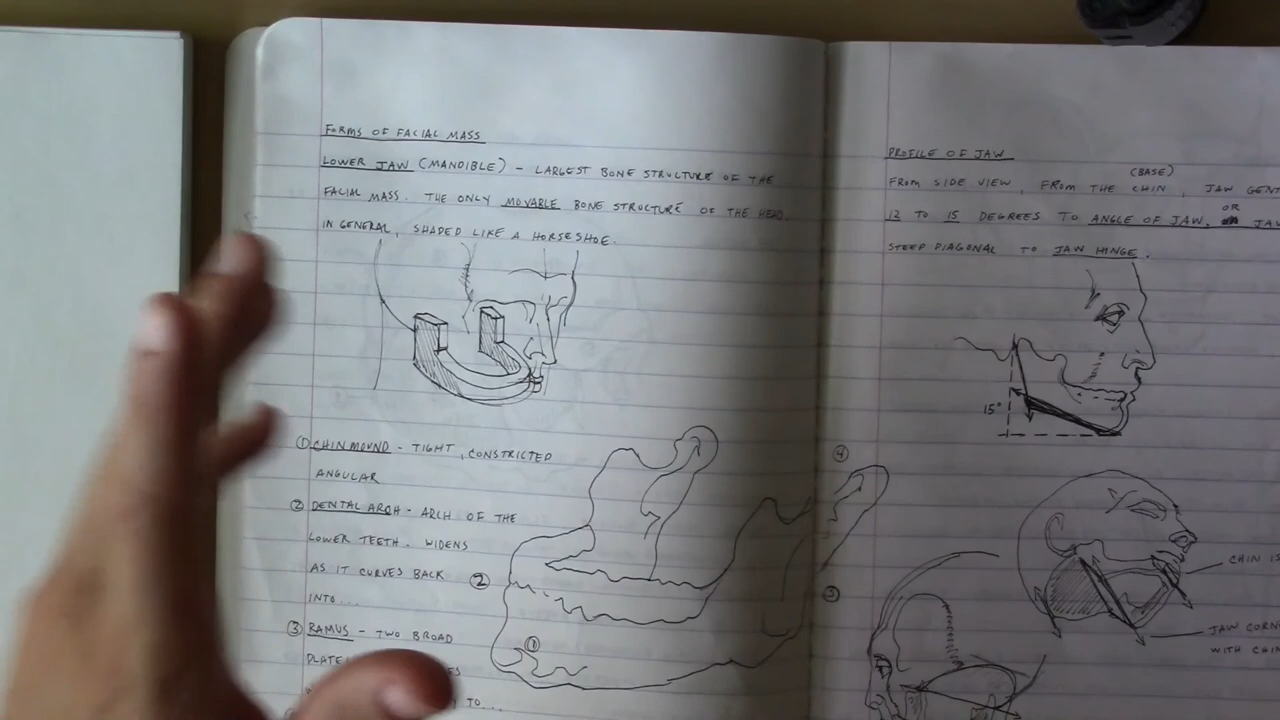 FORMS OF FACIAL MASS
LOWER JAW (MANDIBLE) - LARGEST BONE STRUCTURE OF THE
FACIAL MASS. THE ONLY MOVABLE BONE STRUCTURE OF THE HEAD.
IN GENERAL, SHAPED LIKE A HORSESHOE.
① CHIN MOUND - TIGHT, CONSTRICTED
ANGULAR
② DENTAL ARCH - ARCH OF THE
LOWER TEETH. WIDENS
AS IT CURVES BACK
INTO...
③ RAMUS - TWO BROAD
TO...
②
①
④
③
PROFILE OF JAW
(BASE)
FROM SIDE VIEW, FROM THE CHIN, JAW
OR
12 TO 15 DEGREES TO ANGLE OF JAW.
STEEP DIAGONAL TO JAW HINGE.
15°
CHIN
JAW
WITH